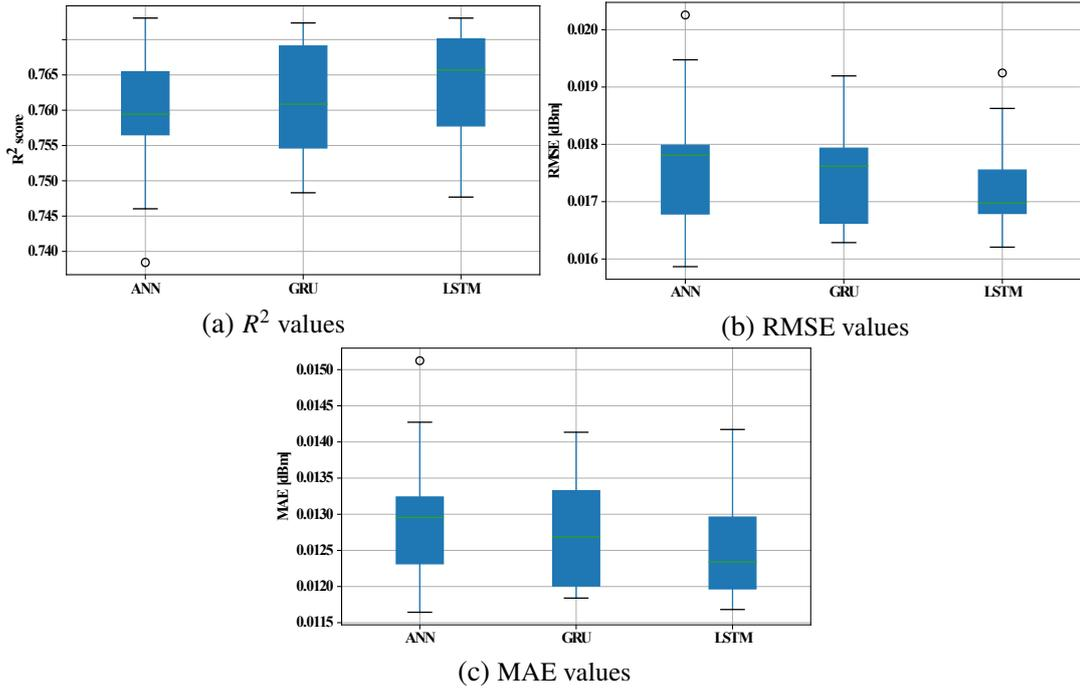 0.765
0.760
0.755
0.750
0.745
0.740
R² score
ANN GRU LSTM
(a) R² values
0.020
0.019
0.018
0.017
0.016
RMSE [dBm]
ANN GRU LSTM
(b) RMSE values
0.0150
0.0145
0.0140
0.0135
0.0130
0.0125
0.0120
0.0115
MAE [dBm]
ANN GRU LSTM
(c) MAE values